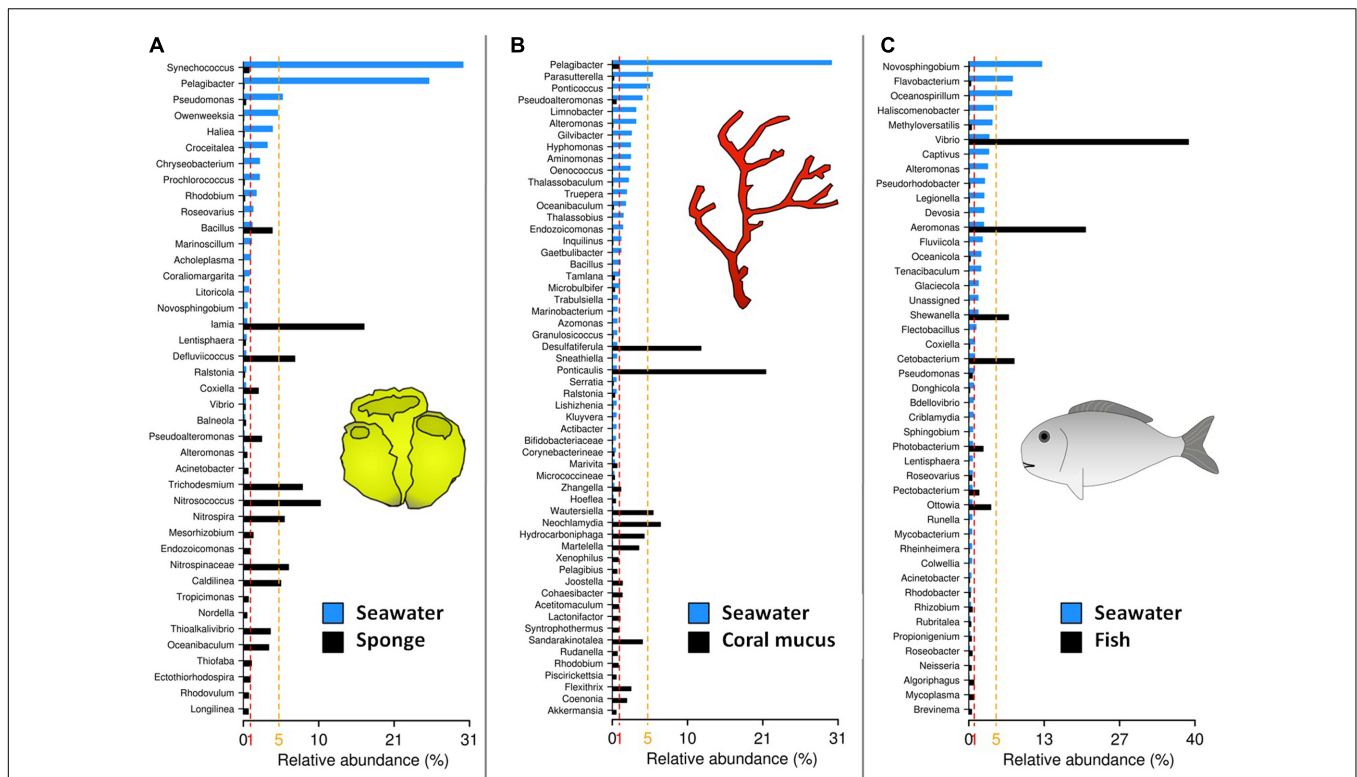 A
Synechococcus
Pelagibacter
Pseudomonas
Owenweeksia
Haliea
Croceitalea
Chryseobacterium
Prochlorococcus
Rhodobium
Roseovarius
Bacillus
Marinoscillum
Acholeplasma
Coraliomargarita
Litoricola
Novosphingobium
Iamia
Lentisphaera
Defluviicoccus
Ralstonia
Coxiella
Vibrio
Balneola
Pseudoalteromonas
Alteromonas
Acinetobacter
Trichodesmium
Nitrosococcus
Nitrospira
Mesorhizobium
Endozoicomonas
Nitrospinaceae
Caldilinea
Tropicimonas
Nordella
Thioalkalivibrio
Oceanibaculum
Thiofaba
Ectothiorhodospira
Rhodovulum
Longilinea
Seawater
Sponge
0 1 5 10 21 31
Relative abundance (%)
B
Pelagibacter
Parasutterella
Ponticoccus
Pseudoalteromonas
Limnobacter
Alteromonas
Gilvibacter
Hyphomonas
Aminomonas
Oenococcus
Thalassobaculum
Truepera
Oceanibaculum
Thalassobius
Endozoicomonas
Inquilinus
Gaetbulibacter
Bacillus
Tamlana
Microbulbifer
Trabulsiella
Marinobacterium
Azomonas
Granulosicoccus
Desulfatiferula
Sneathiella
Ponticaulis
Serratia
Ralstonia
Lishizhenia
Kluyvera
Actibacter
Bifidobacteriaceae
Corynebacterineae
Marivita
Micrococcineae
Zhangella
Hoeflea
Wautersiella
Neochlamydia
Hydrocarboniphaga
Martelella
Xenophilus
Pelagibius
Joostella
Cohaesibacter
Acetitomaculum
Lactonifactor
Syntrophothermus
Sandarakinotalea
Rudanella
Rhodobium
Piscirickettsia
Flexithrix
Coenonia
Akkermansia
Seawater
Coral mucus
0 1 5 10 21 31
Relative abundance (%)
C
Novosphingobium
Flavobacterium
Oceanospirillum
Haliscomenobacter
Methyloversatilis
Vibrio
Captivus
Alteromonas
Pseudorhodobacter
Legionella
Devosia
Aeromonas
Fluviicola
Oceanicola
Tenacibaculum
Glaciecola
Unassigned
Shewanella
Flectobacillus
Coxiella
Cetobacterium
Pseudomonas
Donghicola
Bdellovibrio
Criblamydia
Sphingobium
Photobacterium
Lentisphaera
Roseovarius
Pectobacterium
Ottowia
Runella
Mycobacterium
Rheinheimera
Colwellia
Acinetobacter
Rhodobacter
Rhizobium
Rubritalea
Propionigenium
Roseobacter
Neisseria
Algoriphagus
Mycoplasma
Brevinema
Seawater
Fish
0 1 5 13 27 40
Relative abundance (%)